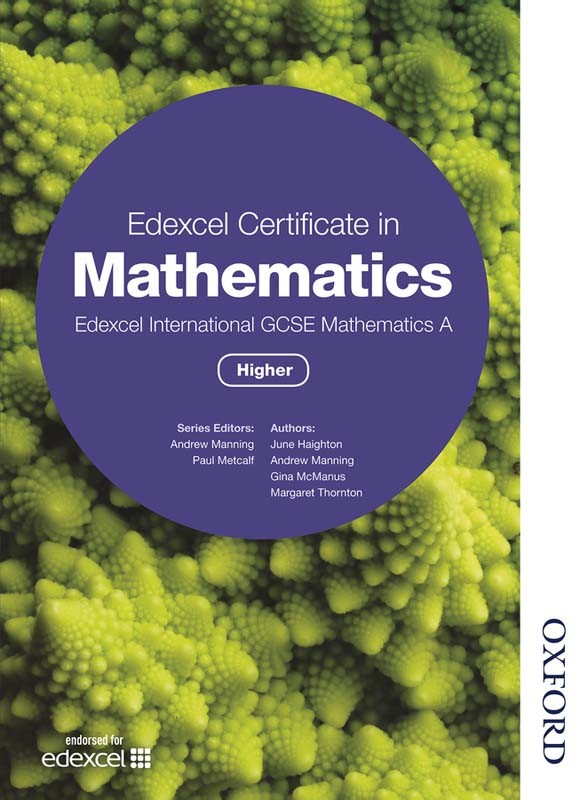 Edexcel Certificate in
Mathematics
Edexcel International GCSE Mathematics A
Higher
Series Editors:
Andrew Manning
Paul Metcalf
Authors:
June Haighton
Andrew Manning
Gina McManus
Margaret Thornton
OXFORD
endorsed for
edexcel